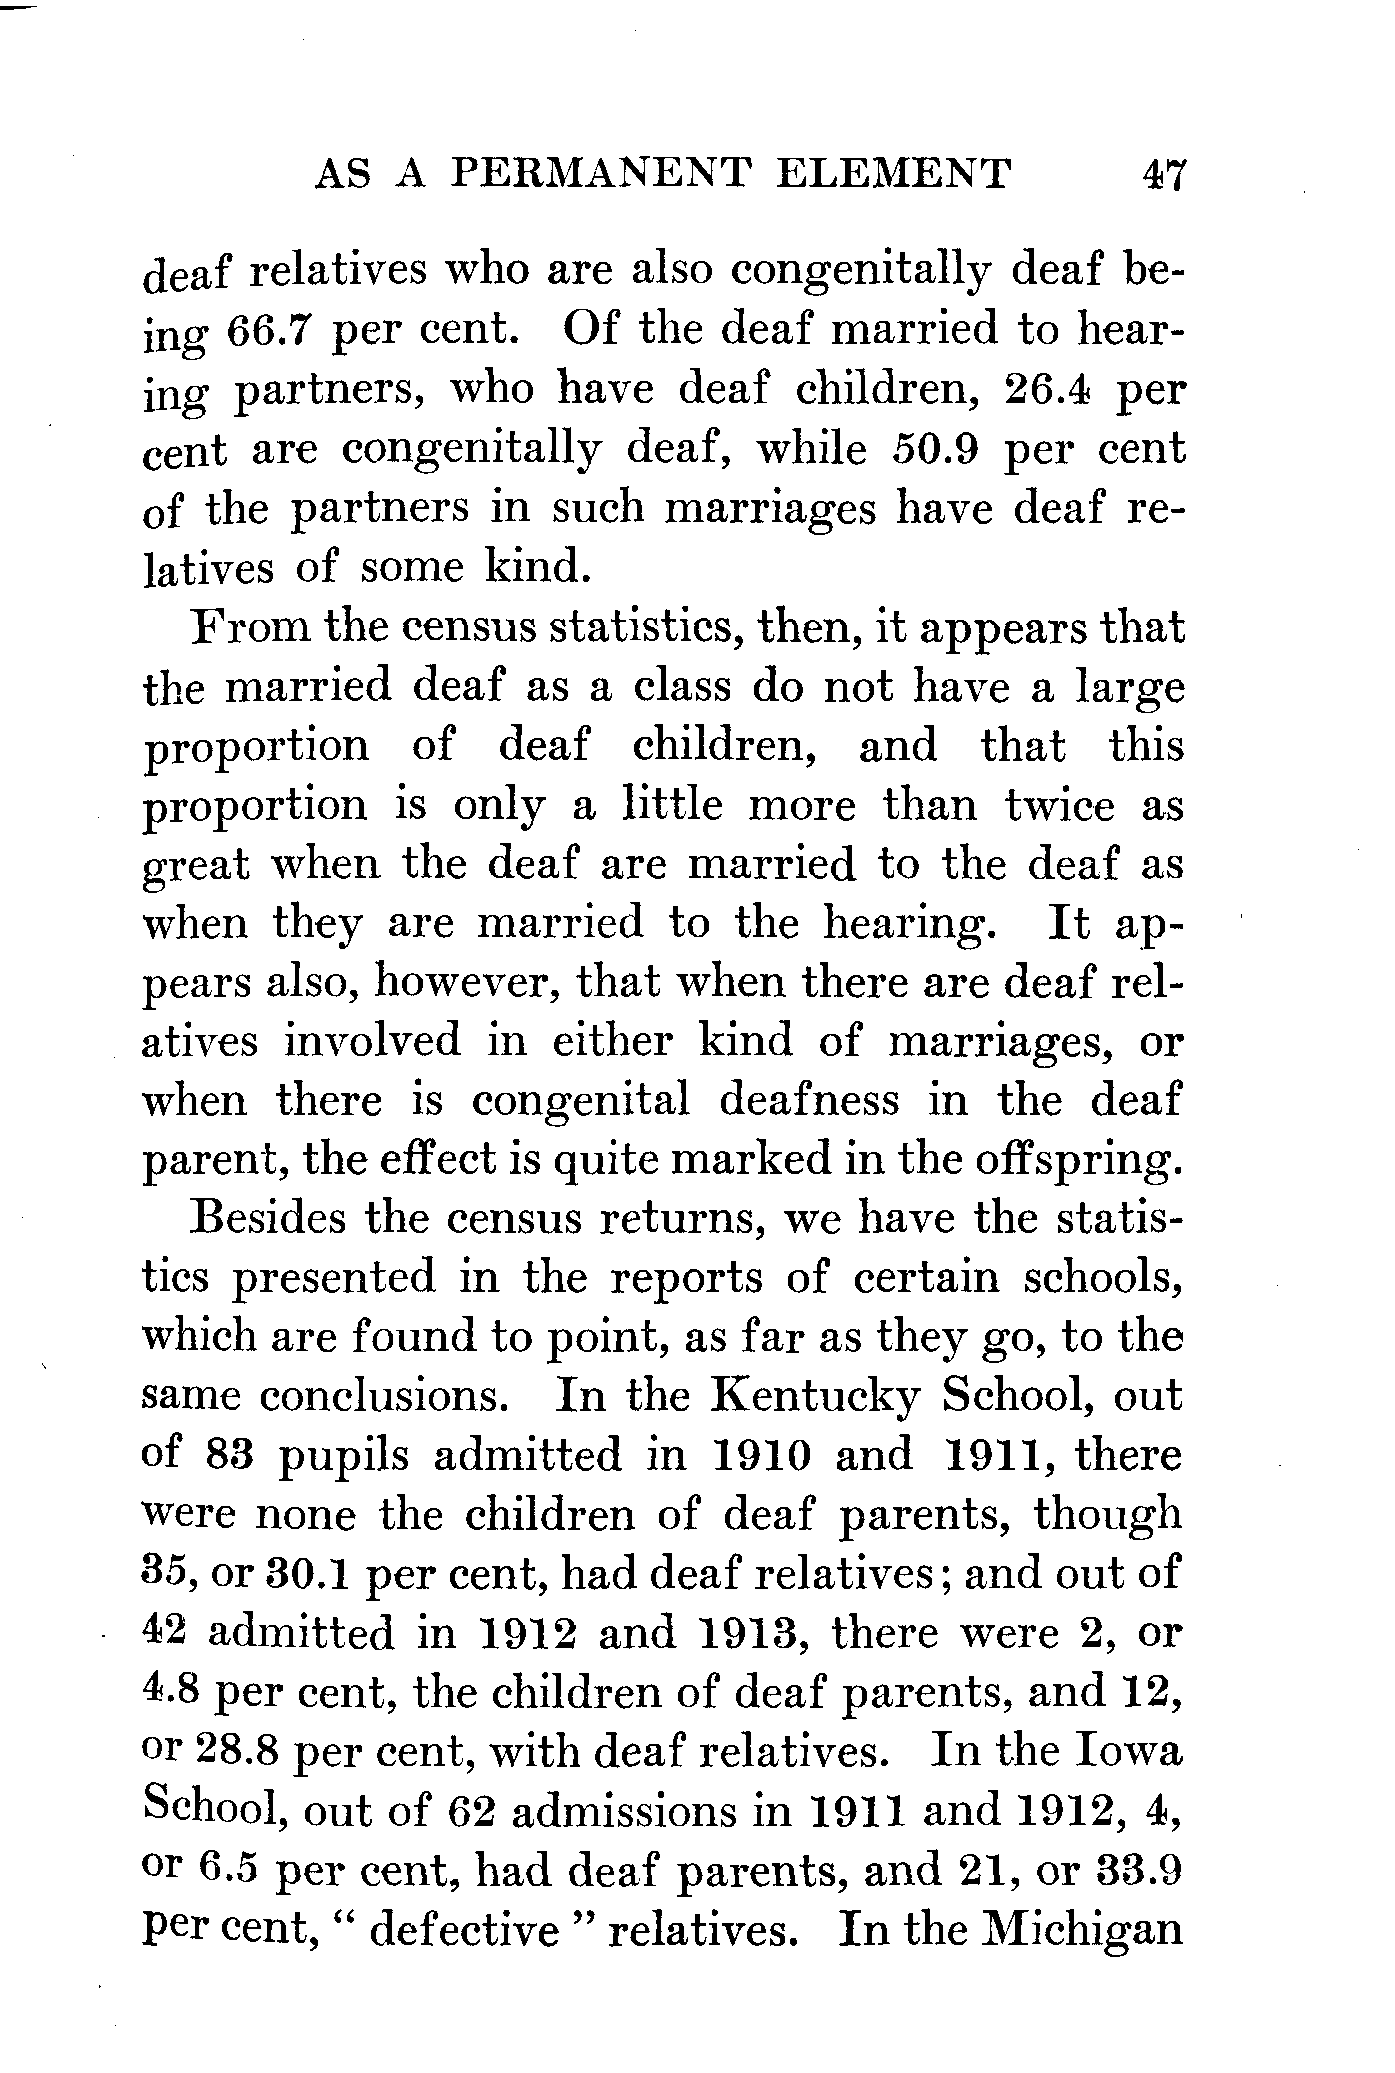 AS A PERMANENT ELEMENT 47
deaf relatives who are also congenitally deaf be-
ing 66.7 per cent. Of the deaf married to hear-
ing partners, who have deaf children, 26.4 per
cent are congenitally deaf, while 50.9 per cent
of the partners in such marriages have deaf re-
latives of some kind.
From the census statistics, then, it appears that
the married deaf as a class do not have a large
proportion of deaf children, and that this
proportion is only a little more than twice as
great when the deaf are married to the deaf as
when they are married to the hearing. It ap-
pears also, however, that when there are deaf rel-
atives involved in either kind of marriages, or
when there is congenital deafness in the deaf
parent, the effect is quite marked in the offspring.
Besides the census returns, we have the statis-
tics presented in the reports of certain schools,
which are found to point, as far as they go, to the
same conclusions. In the Kentucky School, out
of 83 pupils admitted in 1910 and 1911, there
were none the children of deaf parents, though
35, or 30.1 per cent, had deaf relatives; and out of
42 admitted in 1912 and 1913, there were 2, or
4.8 per cent, the children of deaf parents, and 12,
or 28.8 per cent, with deaf relatives. In the Iowa
School, out of 62 admissions in 1911 and 1912, 4,
or 6.5 per cent, had deaf parents, and 21, or 33.9
per cent, “ defective ” relatives. In the Michigan